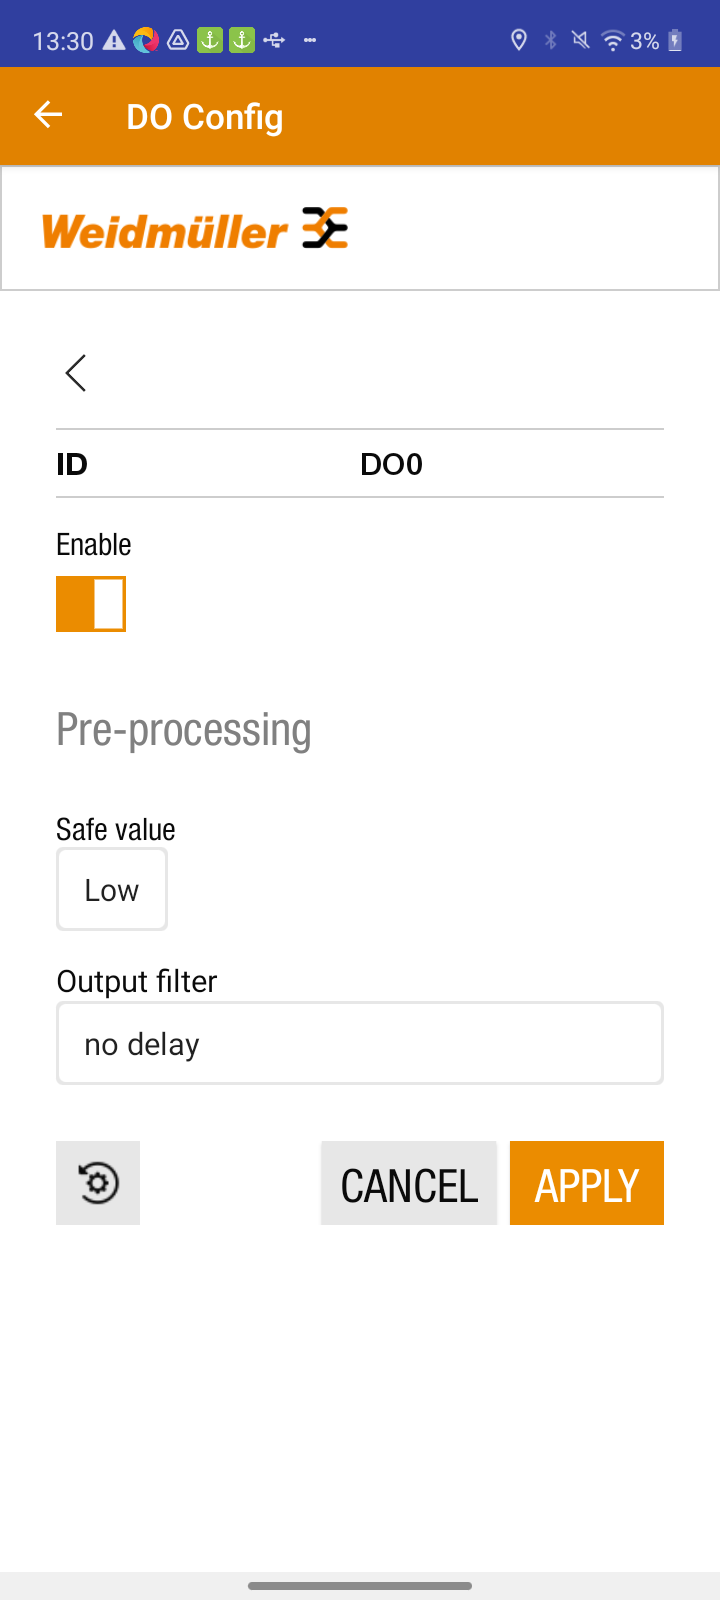 13:30
3%
DO Config
Weidmüller
ID DO0
Enable
Pre-processing
Safe value
Low
Output filter
no delay
CANCEL APPLY